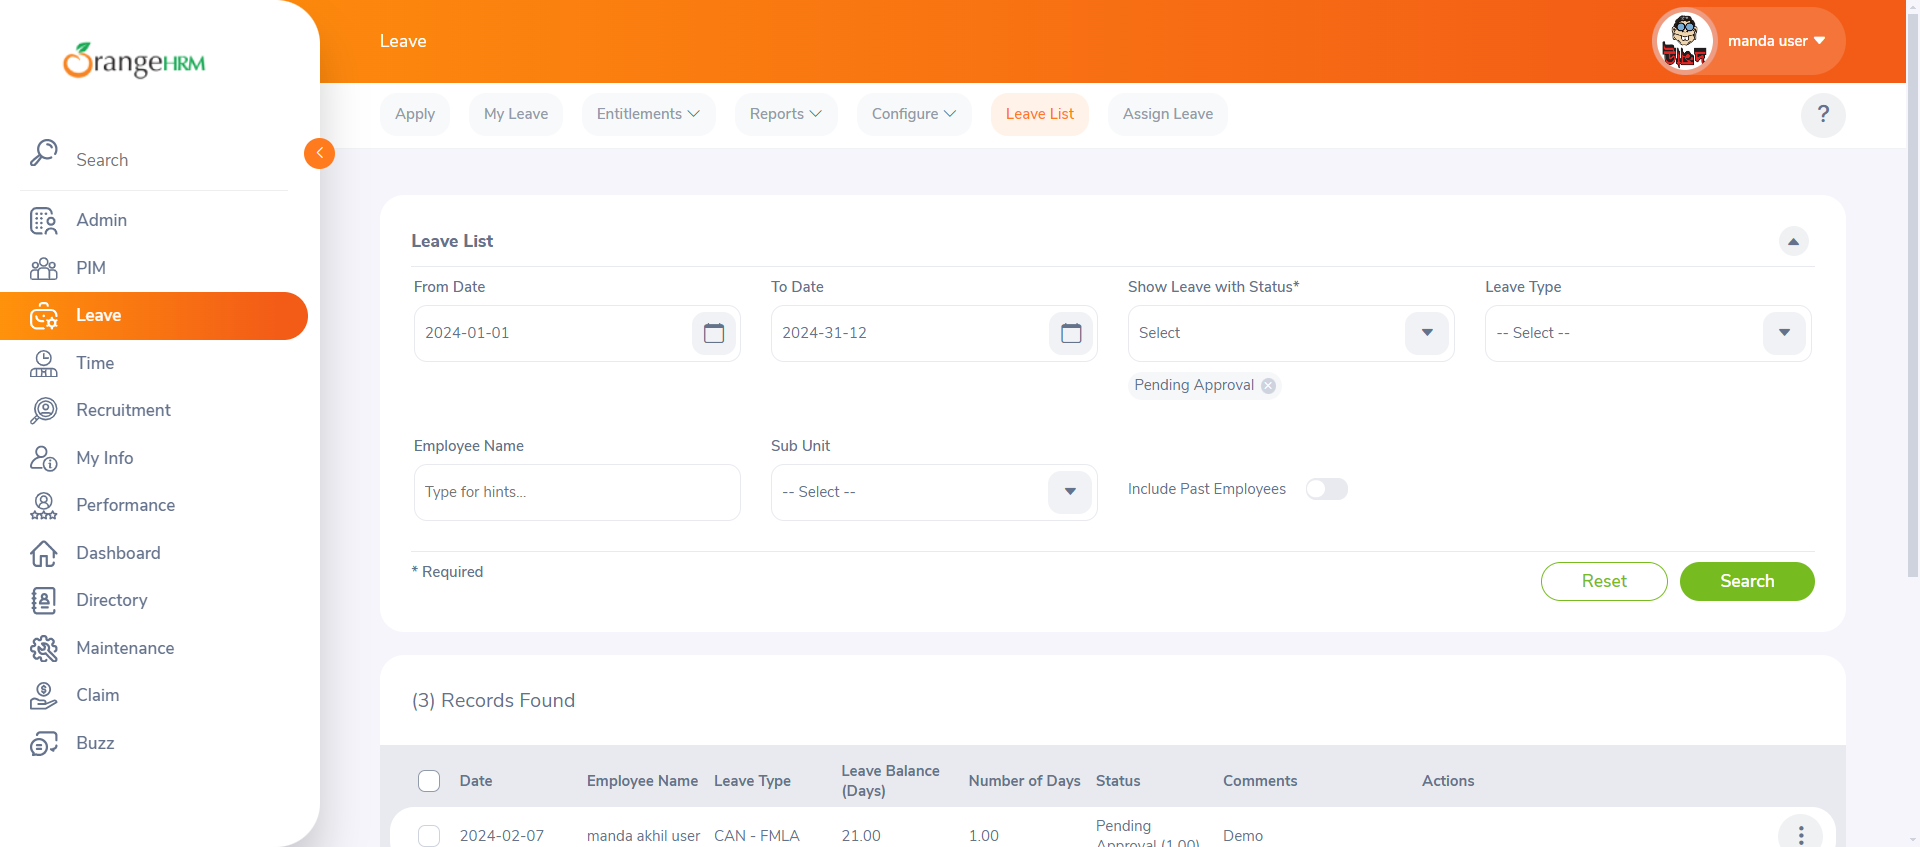 OrangeHRM
Leave
manda user
Apply
My Leave
Entitlements
Reports
Configure
Leave List
Assign Leave
?
Search
Admin
PIM
Leave
Time
Recruitment
My Info
Performance
Dashboard
Directory
Maintenance
Claim
Buzz
Leave List
From Date
To Date
Show Leave with Status*
Leave Type
2024-01-01
2024-31-12
Select
-- Select --
Pending Approval
Employee Name
Sub Unit
Type for hints...
-- Select --
Include Past Employees
* Required
Reset
Search
(3) Records Found
Date
Employee Name
Leave Type
Leave Balance
(Days)
Number of Days
Status
Comments
Actions
2024-02-07
manda akhil user
CAN - FMLA
21.00
1.00
Pending
Approval (1.00)
Demo